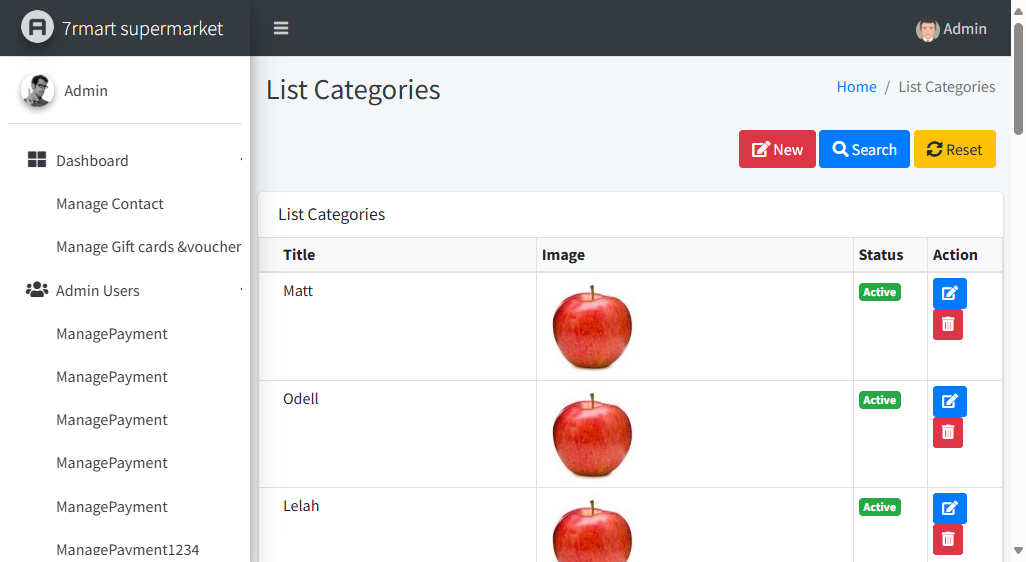 7rmart supermarket
Admin
Admin
List Categories
Home / List Categories
New Search Reset
Dashboard
Manage Contact
Manage Gift cards &voucher
Admin Users
ManagePayment
ManagePayment
ManagePayment
ManagePayment
ManagePayment
ManagePayment1234
List Categories
Title Image Status Action
Matt Active
Odell Active
Lelah Active